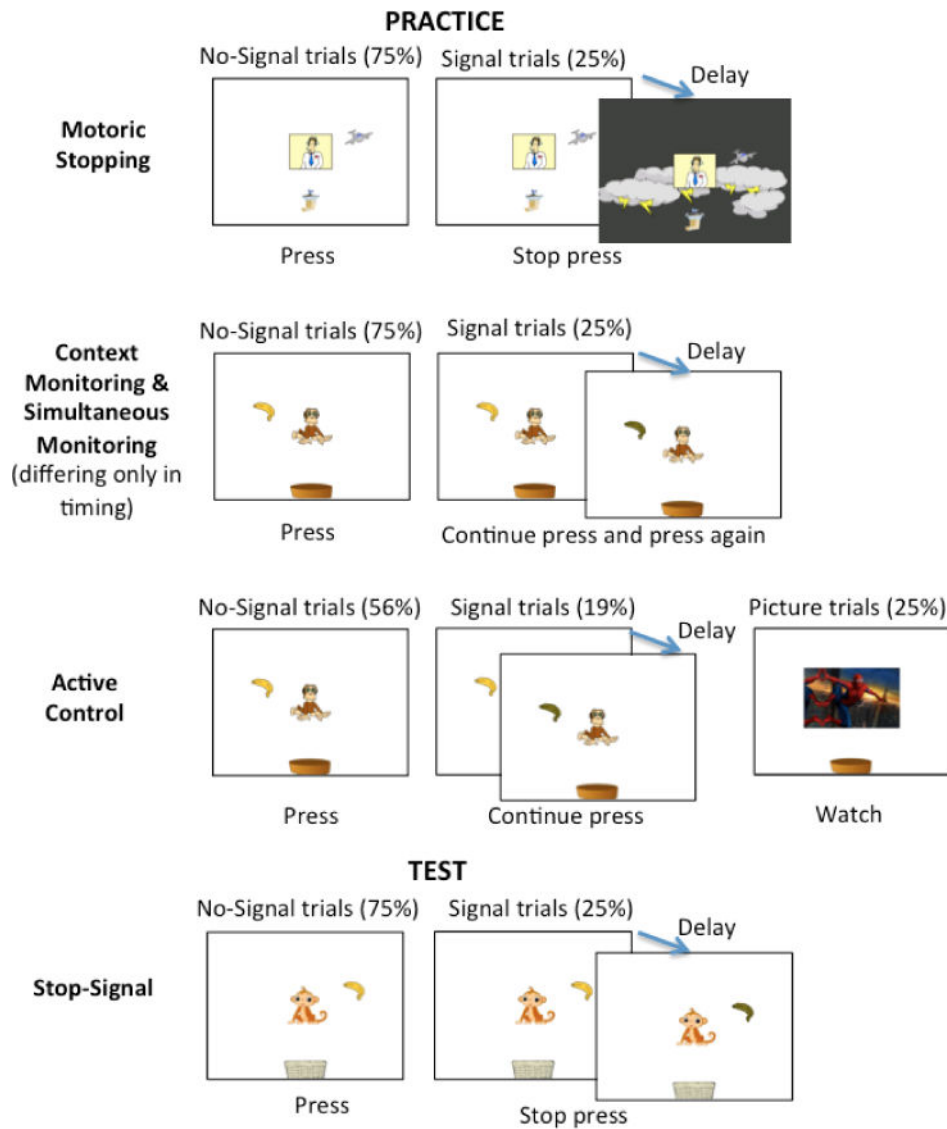 PRACTICE
No-Signal trials (75%)
Signal trials (25%)
Delay
Motoric
Stopping
Press
Stop press
No-Signal trials (75%)
Signal trials (25%)
Delay
Context
Monitoring &
Simultaneous
Monitoring
(differing only in
timing)
Press
Continue press and press again
No-Signal trials (56%)
Signal trials (19%)
Picture trials (25%)
Delay
Active
Control
Press
Continue press
Watch
TEST
No-Signal trials (75%)
Signal trials (25%)
Delay
Stop-Signal
Press
Stop press